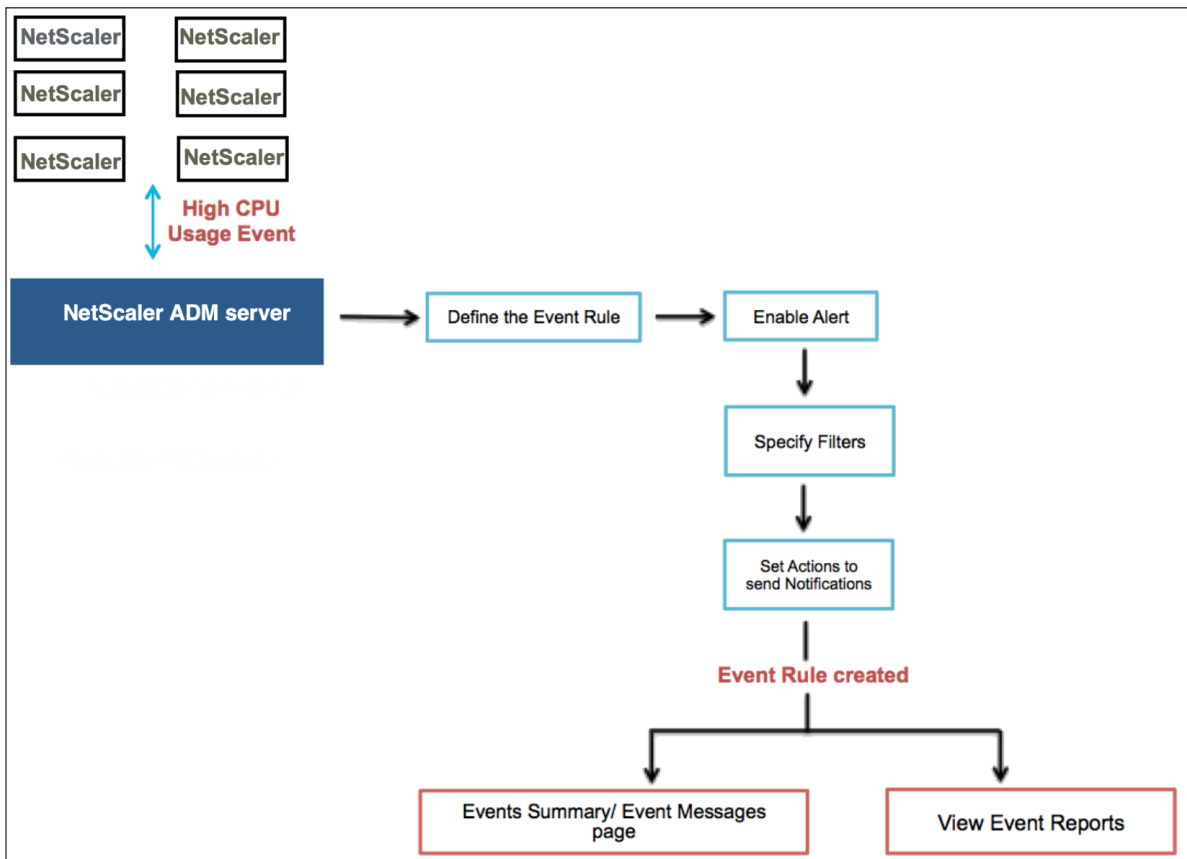 NetScaler
NetScaler
NetScaler
NetScaler
NetScaler
NetScaler
High CPU
Usage Event
NetScaler ADM server
Define the Event Rule
Enable Alert
Specify Filters
Set Actions to
send Notifications
Event Rule created
Events Summary/ Event Messages
page
View Event Reports